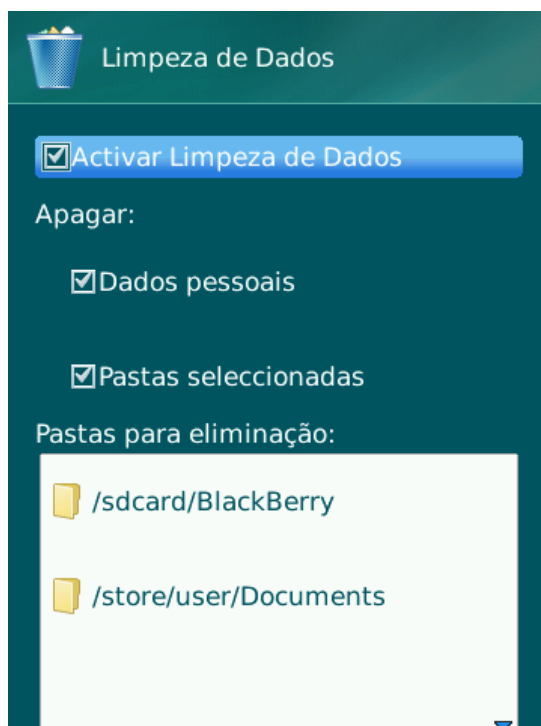 Limpeza de Dados
Activar Limpeza de Dados
Apagar:
Dados pessoais
Pastas seleccionadas
Pastas para eliminação:
/sdcard/BlackBerry
/store/user/Documents